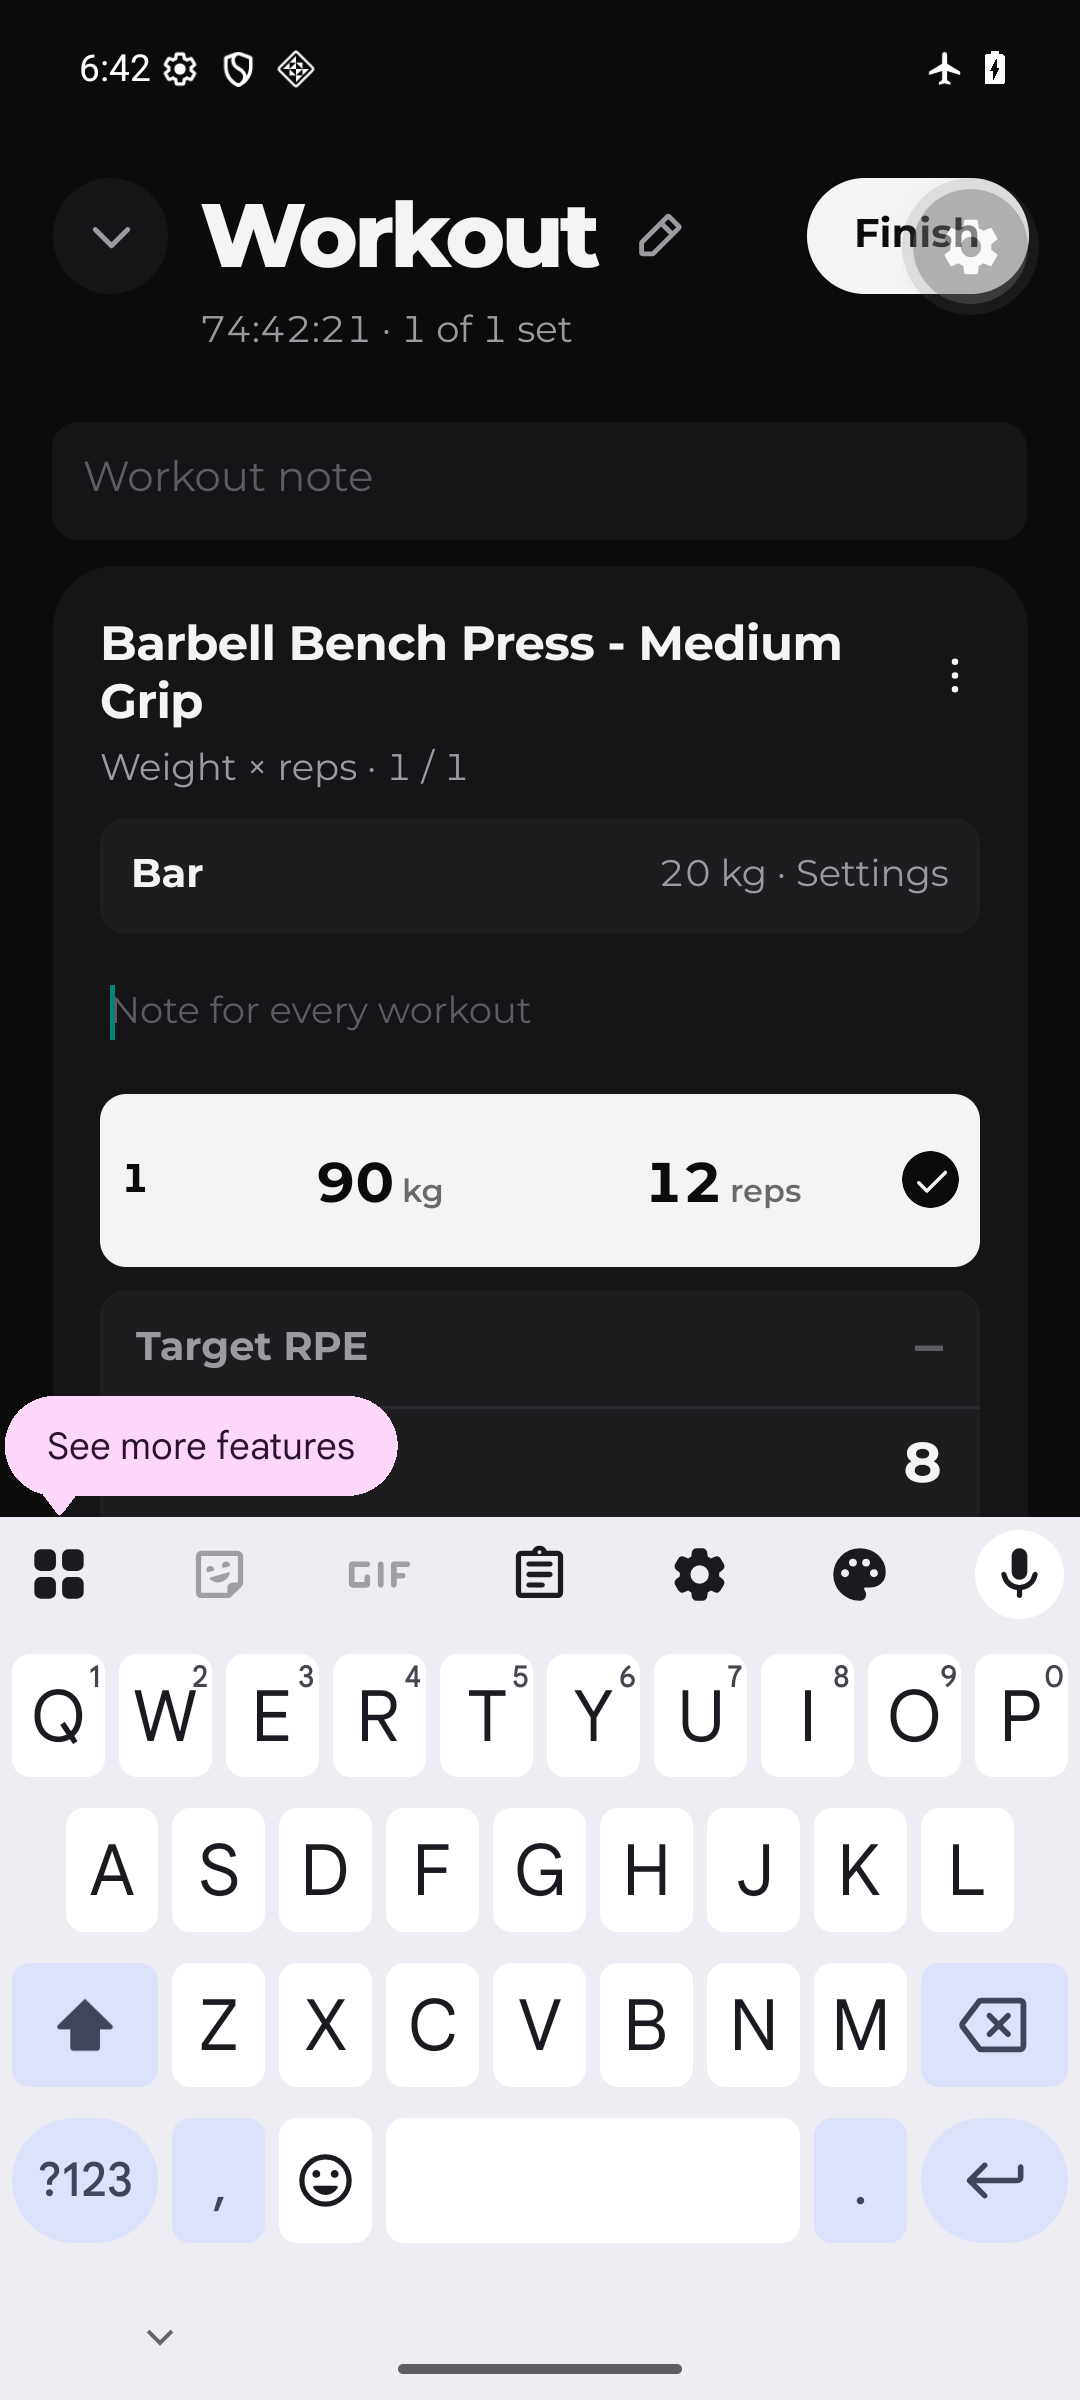 6:42
Workout
Finish
74:42:21 · 1 of 1 set
Workout note
Barbell Bench Press - Medium
Grip
Weight × reps · 1 / 1
Bar
20 kg · Settings
Note for every workout
1 90 kg 12 reps
Target RPE –
See more features
8
GIF
Q 1 W 2 E 3 R 4 T 5 Y 6 U 7 I 8 O 9 P 0
A S D F G H J K L
Z X C V B N M
?123 , .